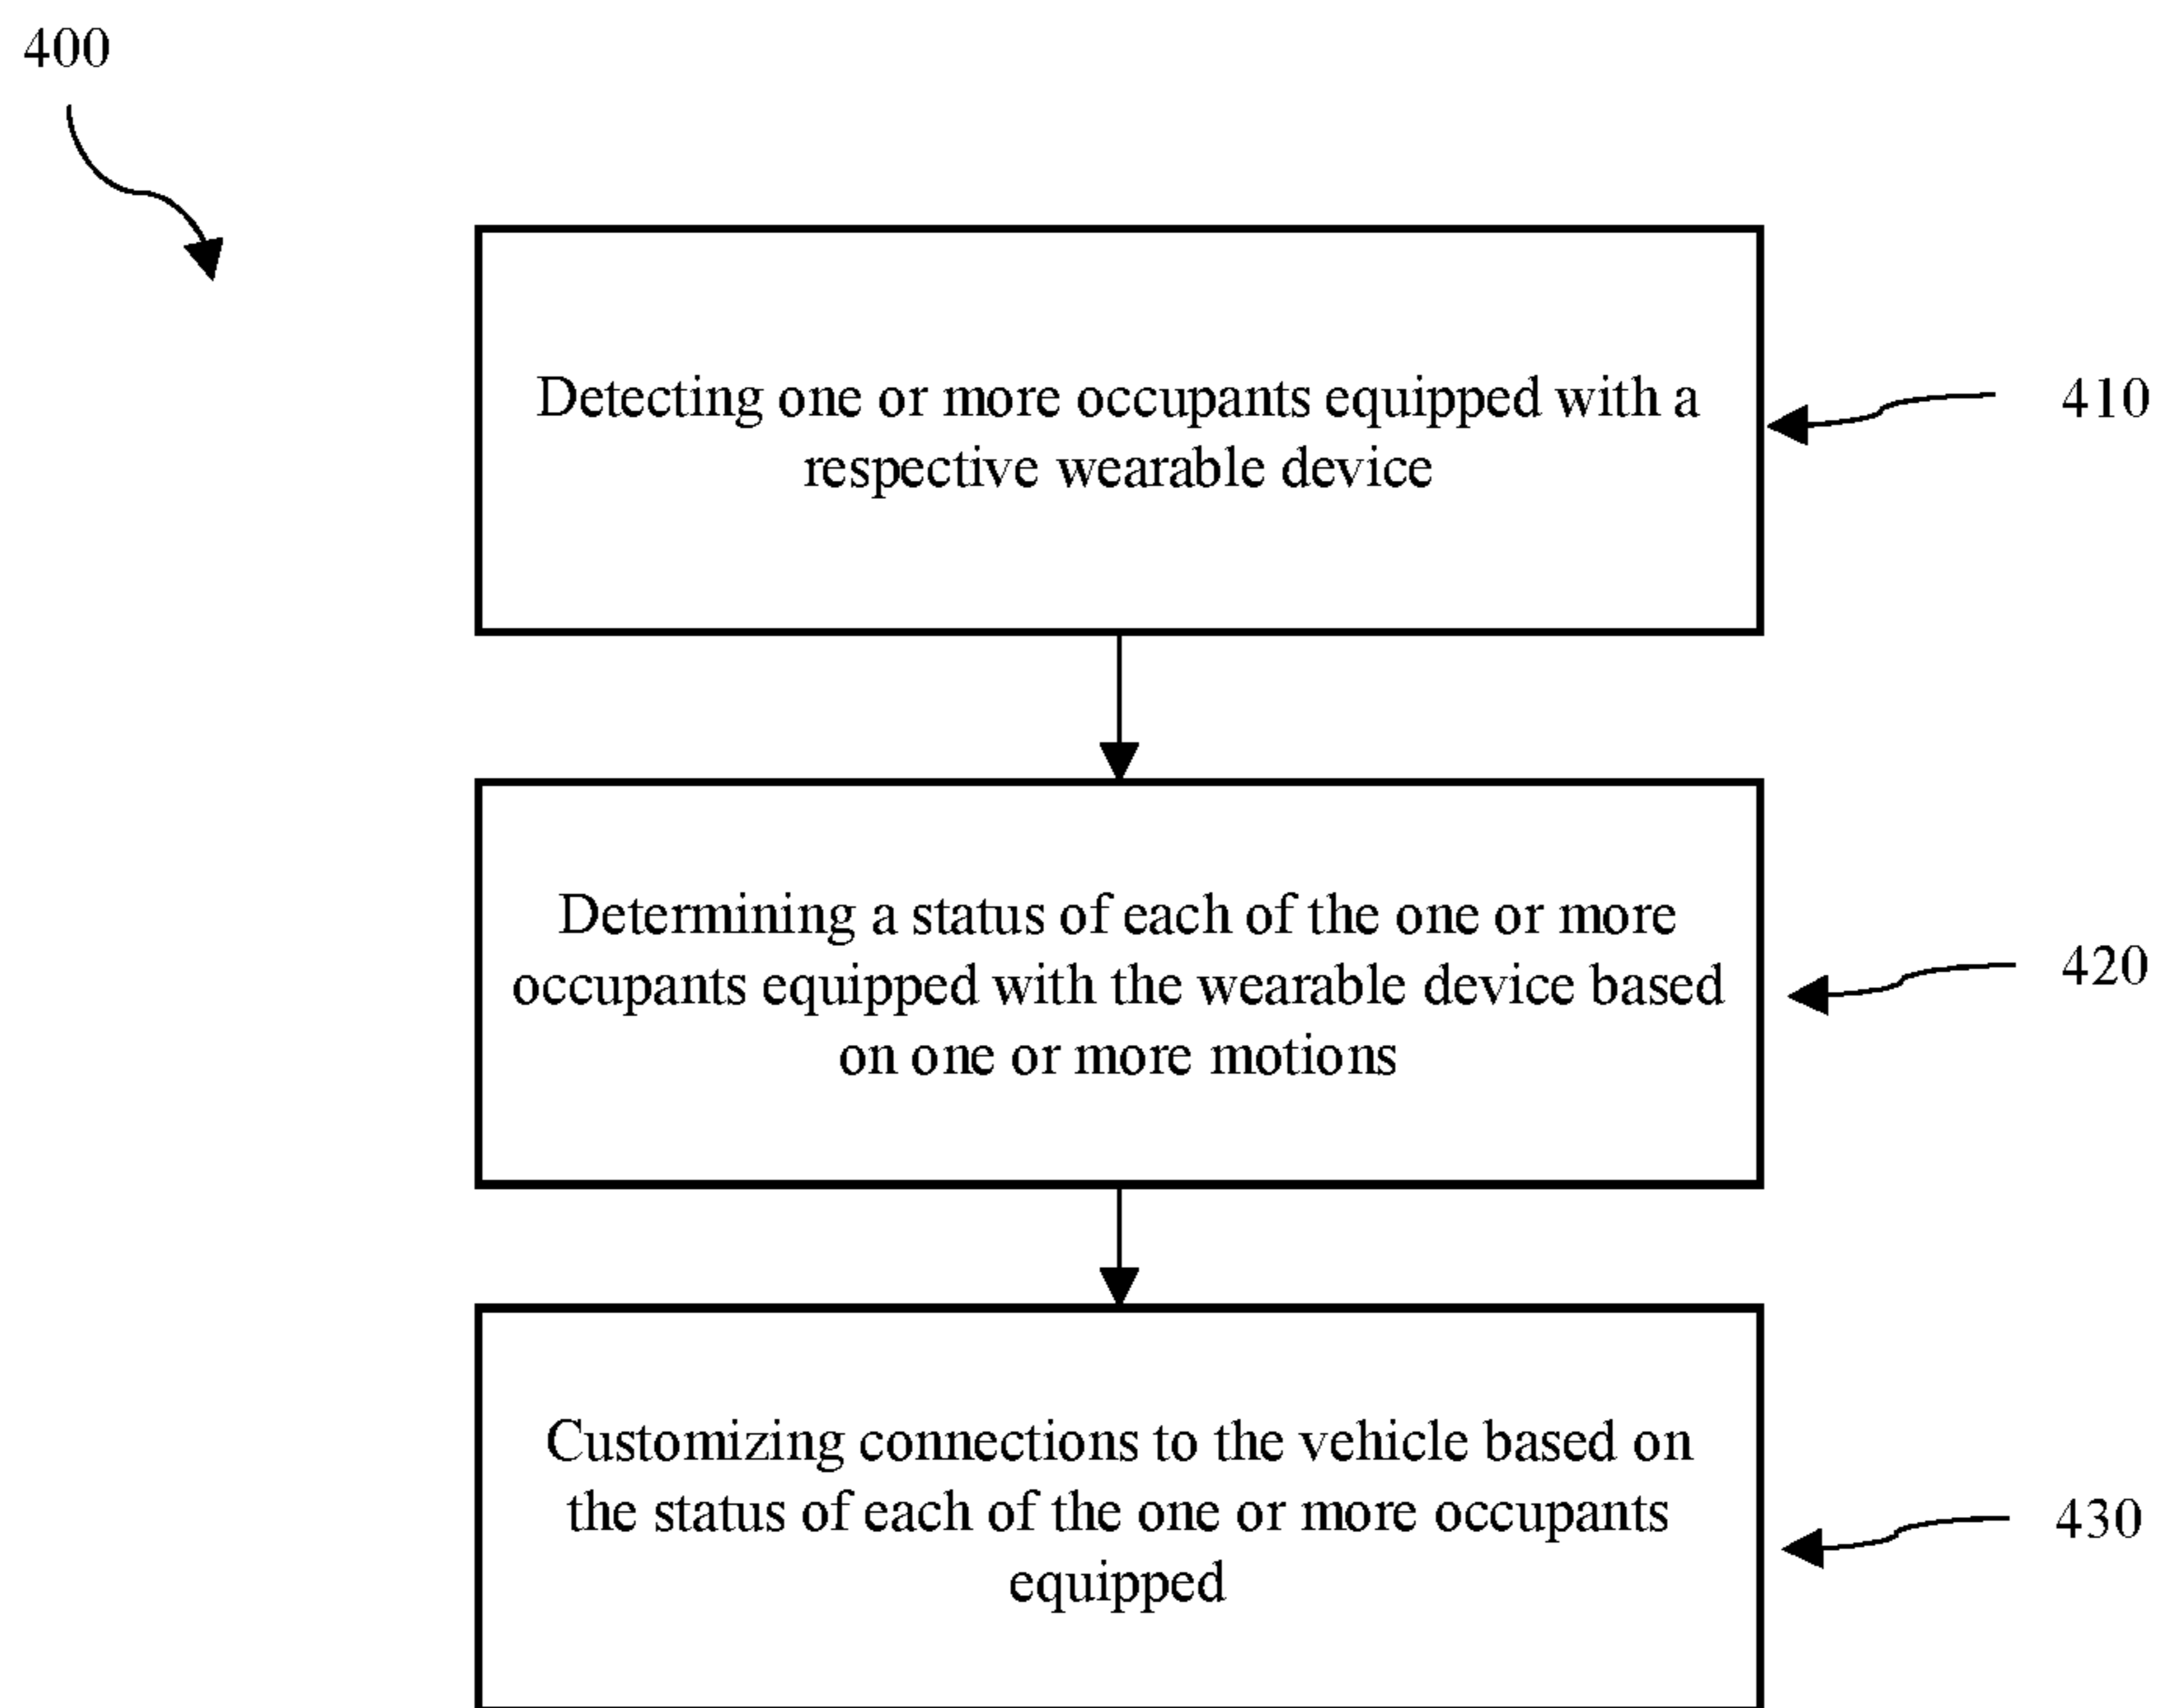 400
Detecting one or more occupants equipped with a
respective wearable device
410
Determining a status of each of the one or more
occupants equipped with the wearable device based
on one or more motions
420
Customizing connections to the vehicle based on
the status of each of the one or more occupants
equipped
430